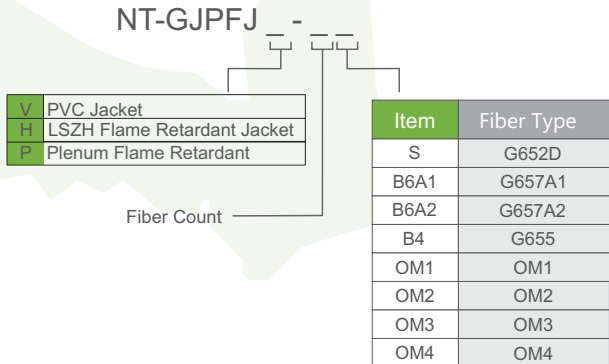 NT-GJPFJ _ - _ _
V PVC Jacket
H LSZH Flame Retardant Jacket
P Plenum Flame Retardant
Fiber Count
Item Fiber Type
S G652D
B6A1 G657A1
B6A2 G657A2
B4 G655
OM1 OM1
OM2 OM2
OM3 OM3
OM4 OM4